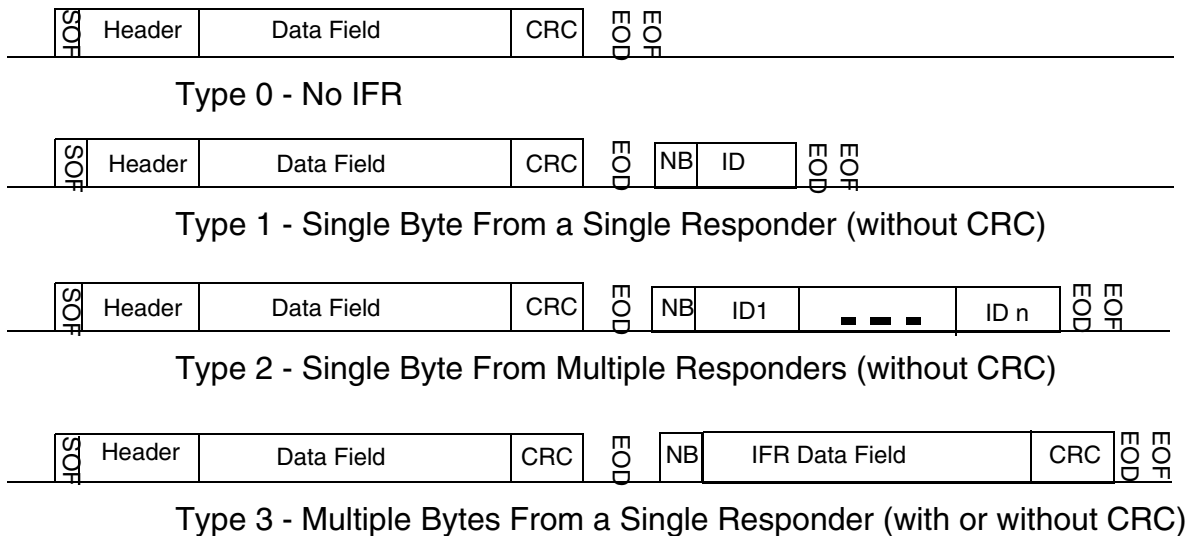 SOF Header Data Field CRC EOD EOF
Type 0 - No IFR
SOF Header Data Field CRC EOD NB ID EOD EOF
Type 1 - Single Byte From a Single Responder (without CRC)
SOF Header Data Field CRC EOD NB ID1 ID n EOD EOF
Type 2 - Single Byte From Multiple Responders (without CRC)
SOF Header Data Field CRC EOD NB IFR Data Field CRC EOD EOF
Type 3 - Multiple Bytes From a Single Responder (with or without CRC)